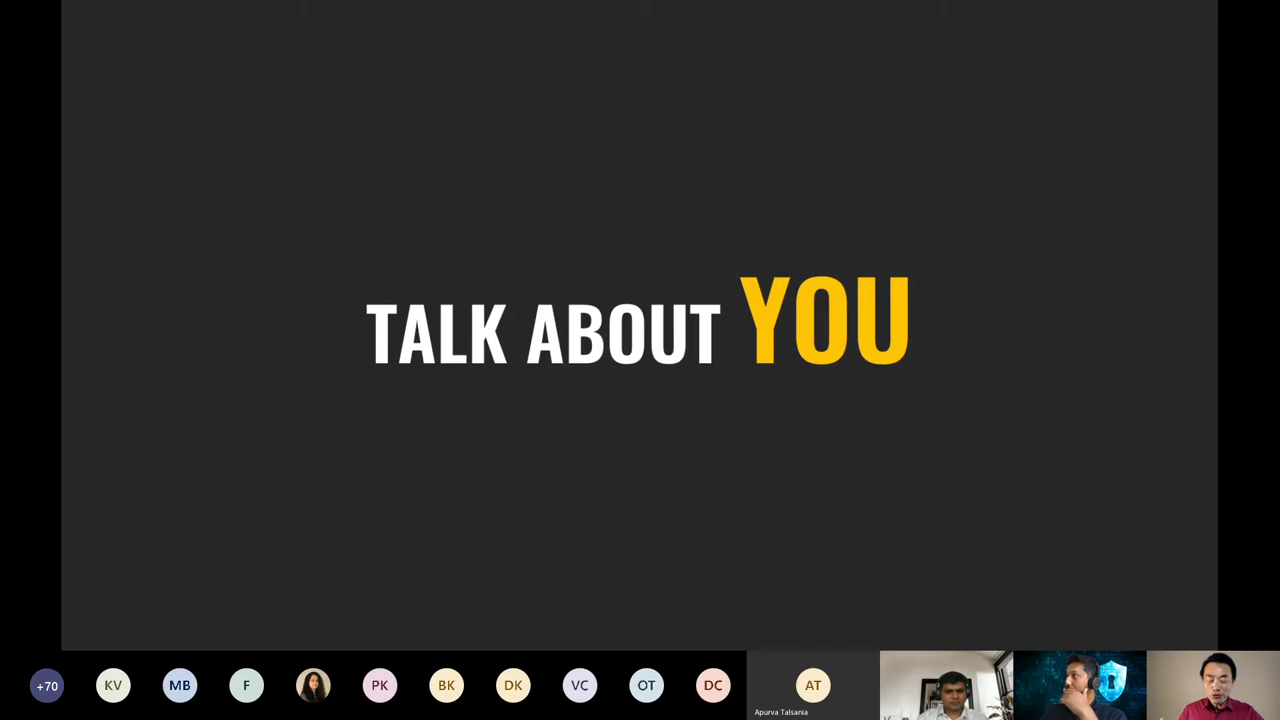 TALK ABOUT YOU
+70
KV
MB
F
PK
BK
DK
VC
OT
DC
AT
Apurva Talsania